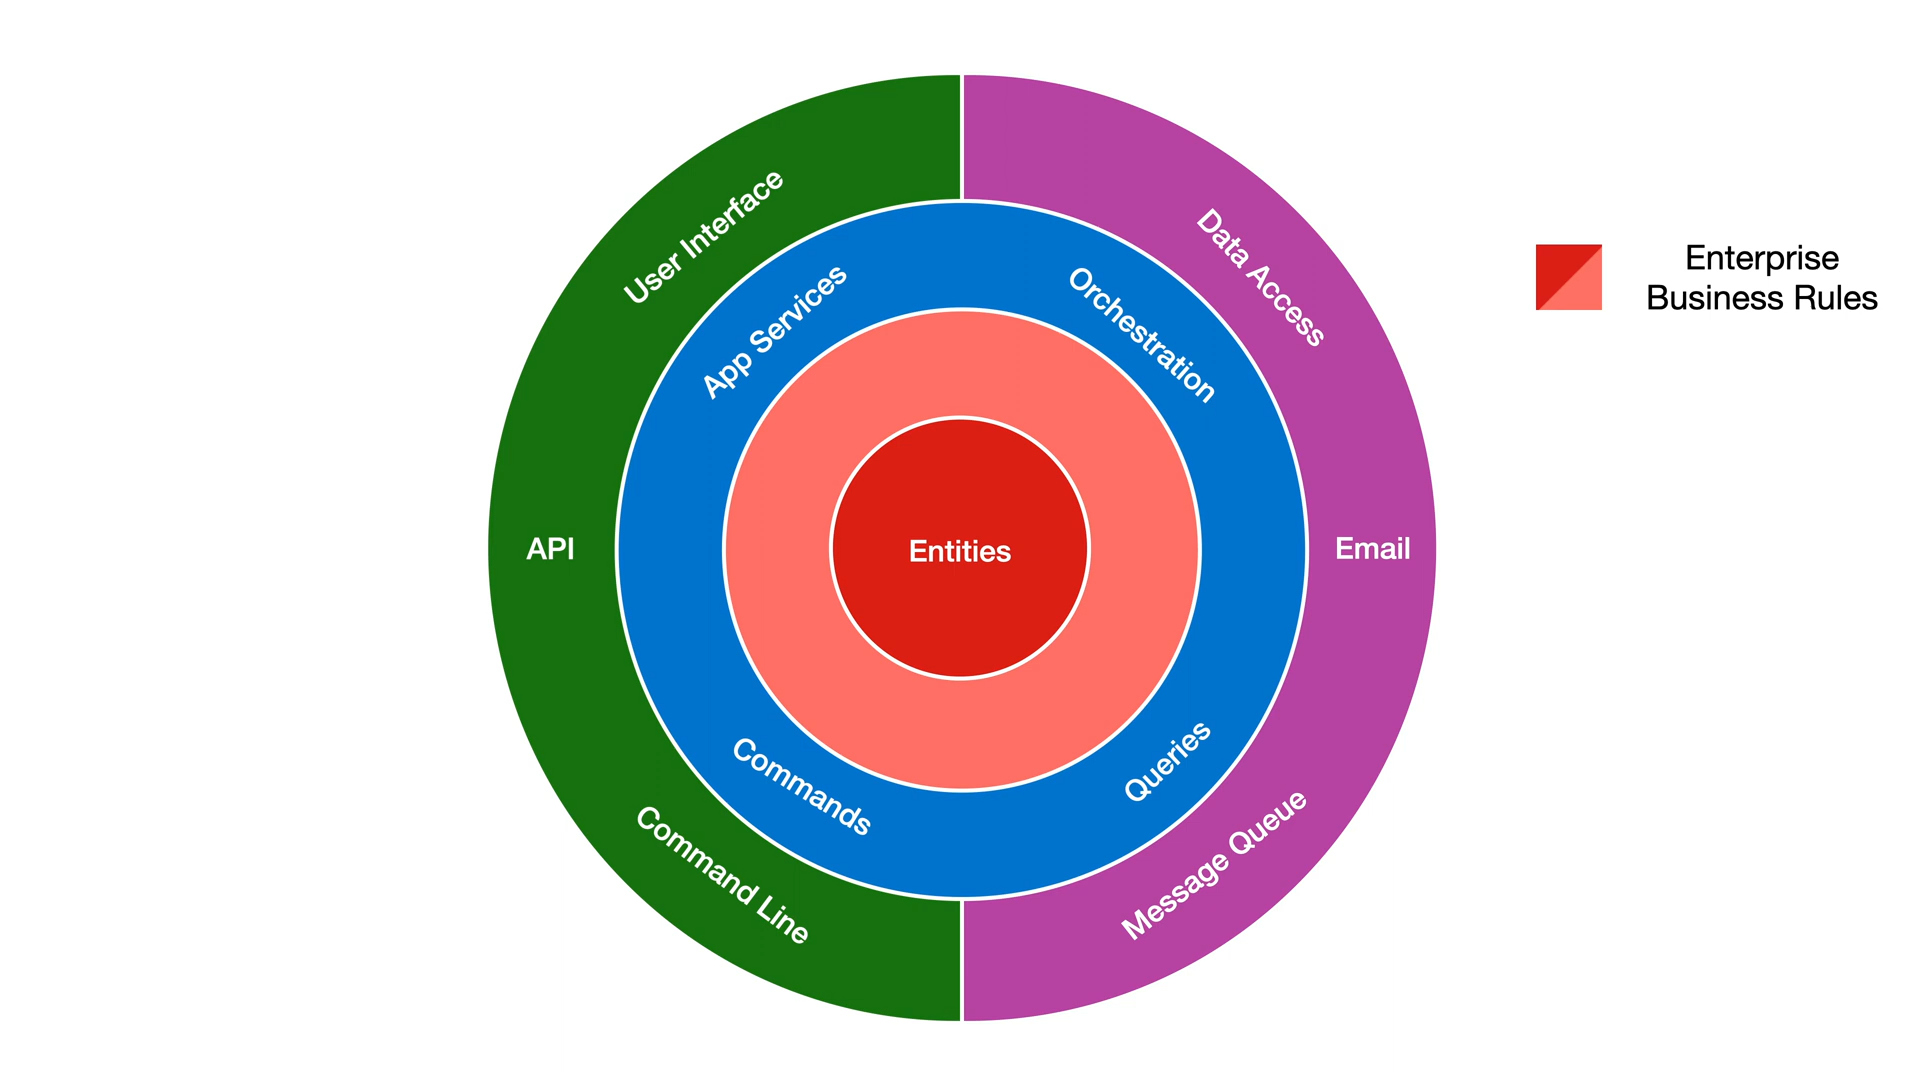 User Interface
Data Access
App Services
Orchestration
Enterprise
Business Rules
API
Entities
Email
Commands
Queries
Command Line
Message Queue